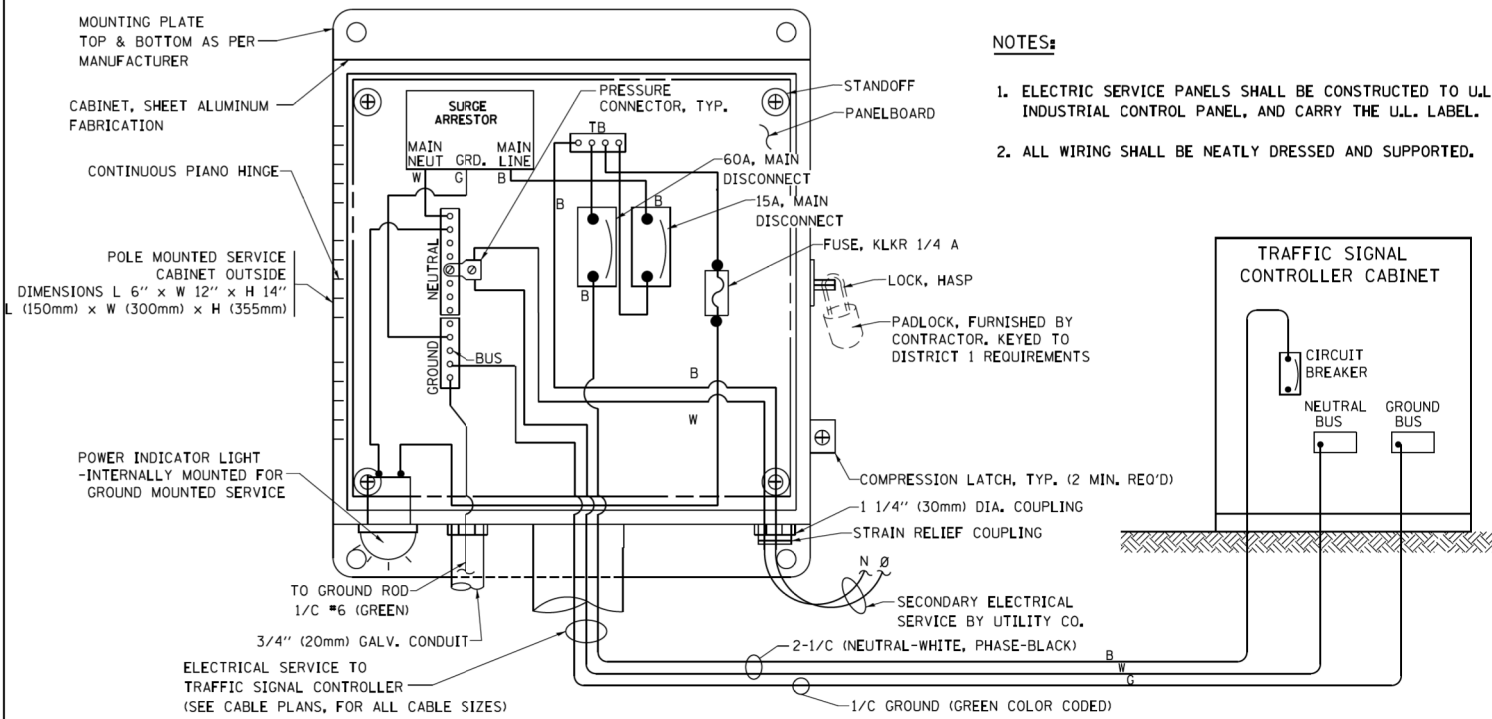 MOUNTING PLATE
TOP & BOTTOM AS PER
MANUFACTURER
CABINET, SHEET ALUMINUM
FABRICATION
CONTINUOUS PIANO HINGE
POLE MOUNTED SERVICE
CABINET OUTSIDE
DIMENSIONS L 6'' x W 12'' x H 14''
L (150mm) x W (300mm) x H (355mm)
POWER INDICATOR LIGHT
-INTERNALLY MOUNTED FOR
GROUND MOUNTED SERVICE
SURGE
ARRESTOR
MAIN
NEUT
GRD.
MAIN
LINE
W
G
B
PRESSURE
CONNECTOR, TYP.
TB
STANDOFF
PANELBOARD
60A, MAIN
DISCONNECT
15A, MAIN
DISCONNECT
B
B
B
NEUTRAL
GROUND
BUS
FUSE, KLKR 1/4 A
LOCK, HASP
PADLOCK, FURNISHED BY
CONTRACTOR. KEYED TO
DISTRICT 1 REQUIREMENTS
B
W
COMPRESSION LATCH, TYP. (2 MIN. REQ'D)
1 1/4'' (30mm) DIA. COUPLING
STRAIN RELIEF COUPLING
N Ø
SECONDARY ELECTRICAL
SERVICE BY UTILITY CO.
TO GROUND ROD
1/C #6 (GREEN)
3/4'' (20mm) GALV. CONDUIT
ELECTRICAL SERVICE TO
TRAFFIC SIGNAL CONTROLLER
(SEE CABLE PLANS, FOR ALL CABLE SIZES)
2-1/C (NEUTRAL-WHITE, PHASE-BLACK)
B
W
G
1/C GROUND (GREEN COLOR CODED)
NOTES:
1. ELECTRIC SERVICE PANELS SHALL BE CONSTRUCTED TO U.L
INDUSTRIAL CONTROL PANEL, AND CARRY THE U.L. LABEL.
2. ALL WIRING SHALL BE NEATLY DRESSED AND SUPPORTED.
TRAFFIC SIGNAL
CONTROLLER CABINET
CIRCUIT
BREAKER
NEUTRAL
BUS
GROUND
BUS